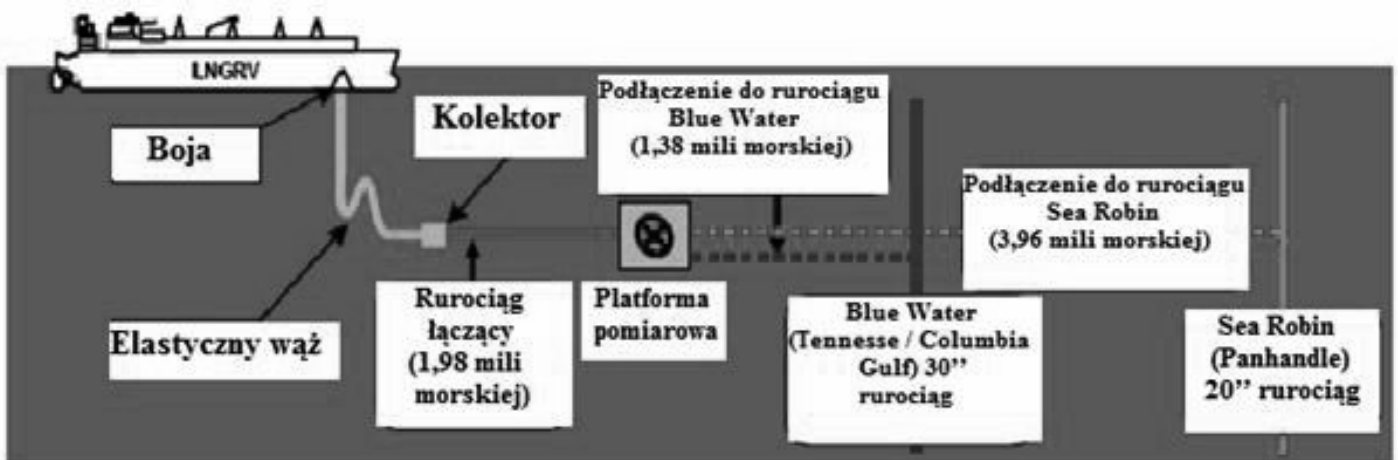 LNGRV
Boja
Kolektor
Podłączenie do rurociągu
Blue Water
(1,38 mili morskiej)
Podłączenie do rurociągu
Sea Robin
(3,96 mili morskiej)
Elastyczny wąż
Rurociąg
łączący
(1,98 mili
morskiej)
Platforma
pomiarowa
Blue Water
(Tennesse / Columbia
Gulf) 30’’
rurociąg
Sea Robin
(Panhandle)
20’’ rurociąg